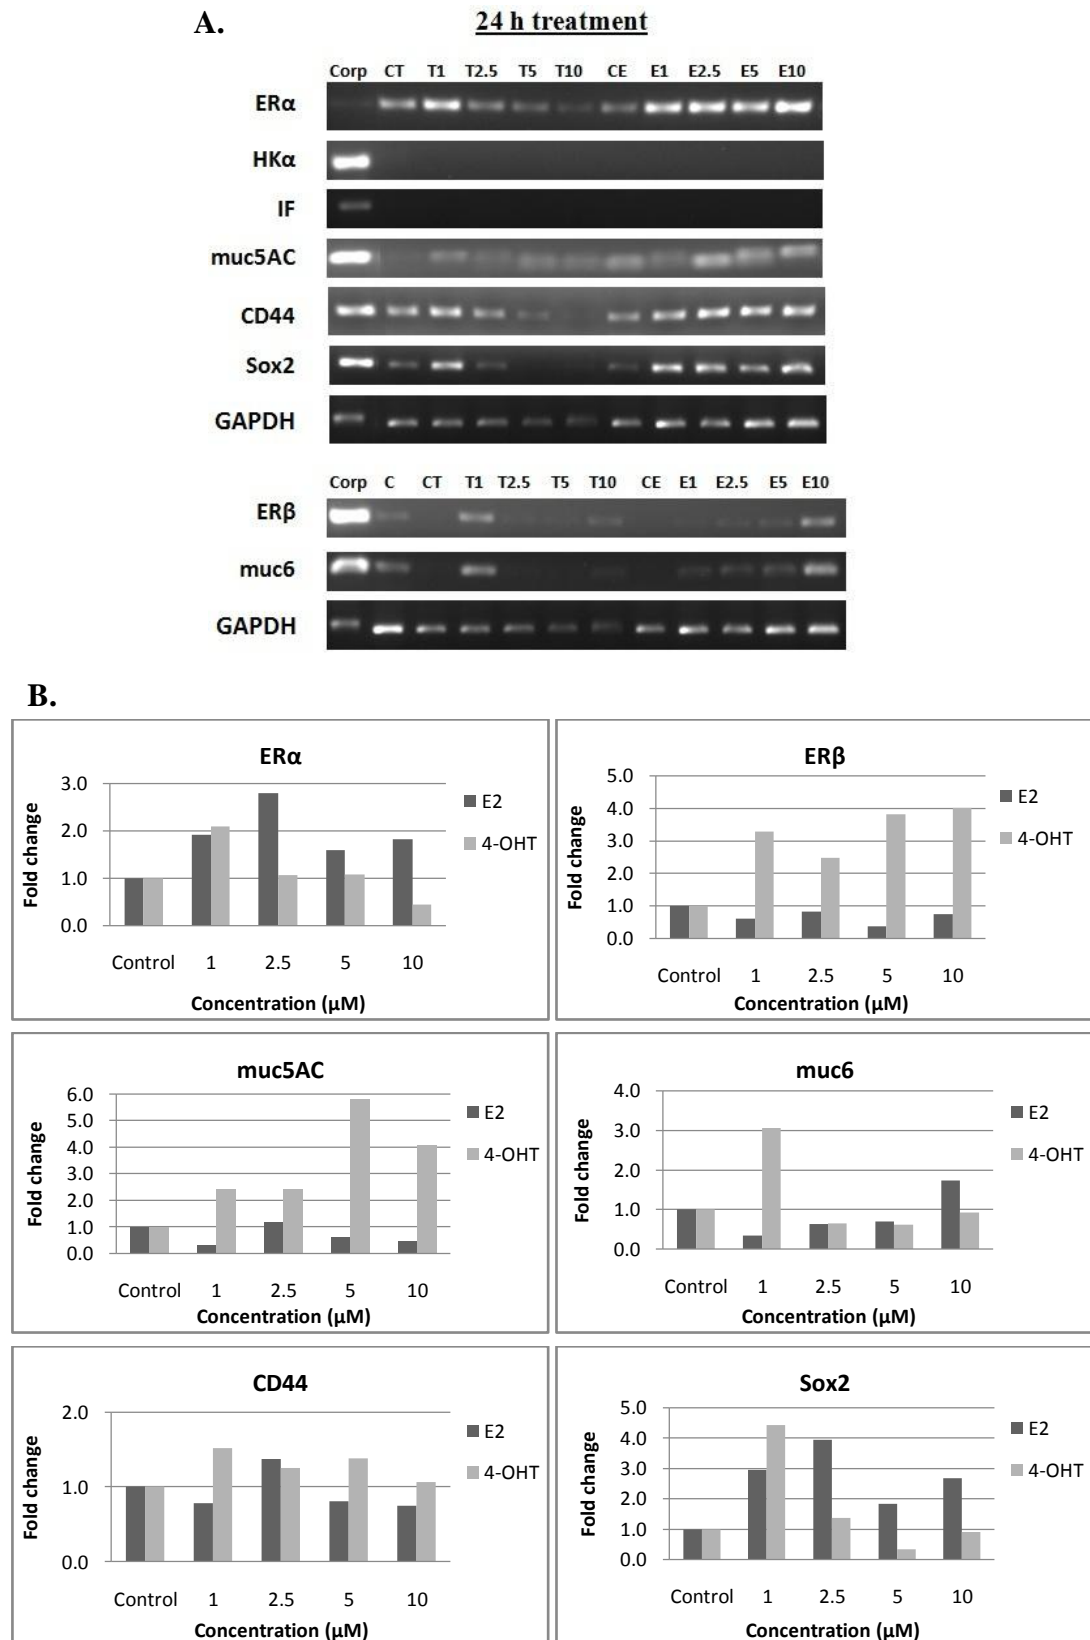 A.
24 h treatment
Corp CT T1 T2.5 T5 T10 CE E1 E2.5 E5 E10
ERα
HKα
IF
muc5AC
CD44
Sox2
GAPDH
Corp C CT T1 T2.5 T5 T10 CE E1 E2.5 E5 E10
ERβ
muc6
GAPDH
B.
ERα
Fold change
3.0
2.0
1.0
0.0
Control 1 2.5 5 10
Concentration (µM)
E2
4-OHT
ERβ
Fold change
5.0
4.0
3.0
2.0
1.0
0.0
Control 1 2.5 5 10
Concentration (µM)
E2
4-OHT
muc5AC
Fold change
6.0
5.0
4.0
3.0
2.0
1.0
0.0
Control 1 2.5 5 10
Concentration (µM)
E2
4-OHT
muc6
Fold change
4.0
3.0
2.0
1.0
0.0
Control 1 2.5 5 10
Concentration (µM)
E2
4-OHT
CD44
Fold change
2.0
1.0
0.0
Control 1 2.5 5 10
Concentration (µM)
E2
4-OHT
Sox2
Fold change
5.0
4.0
3.0
2.0
1.0
0.0
Control 1 2.5 5 10
Concentration (µM)
E2
4-OHT